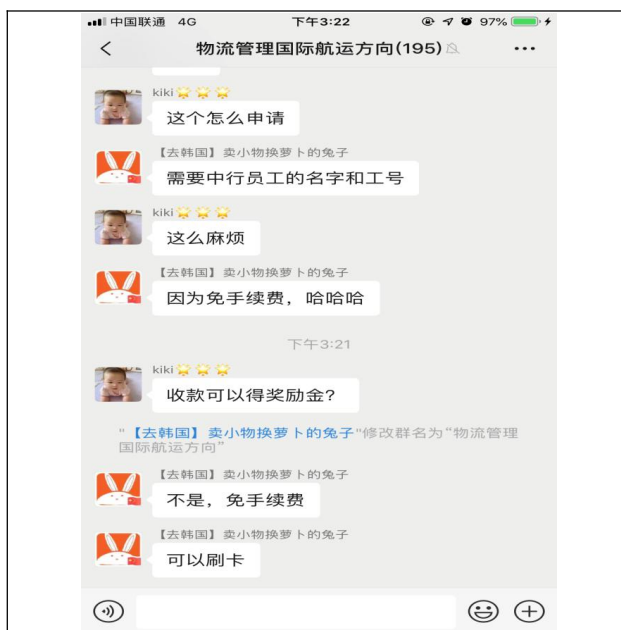 中国联通 4G 下午3:22 97%
物流管理国际航运方向(195)
kiki🌟🌟🌟
这个怎么申请
【去韩国】卖小物换萝卜的兔子
需要中行员工的名字和工号
kiki🌟🌟🌟
这么麻烦
【去韩国】卖小物换萝卜的兔子
因为免手续费，哈哈哈
下午3:21
kiki🌟🌟🌟
收款可以得奖励金?
"【去韩国】卖小物换萝卜的兔子"修改群名为“物流管理
国际航运方向”
【去韩国】卖小物换萝卜的兔子
不是，免手续费
【去韩国】卖小物换萝卜的兔子
可以刷卡